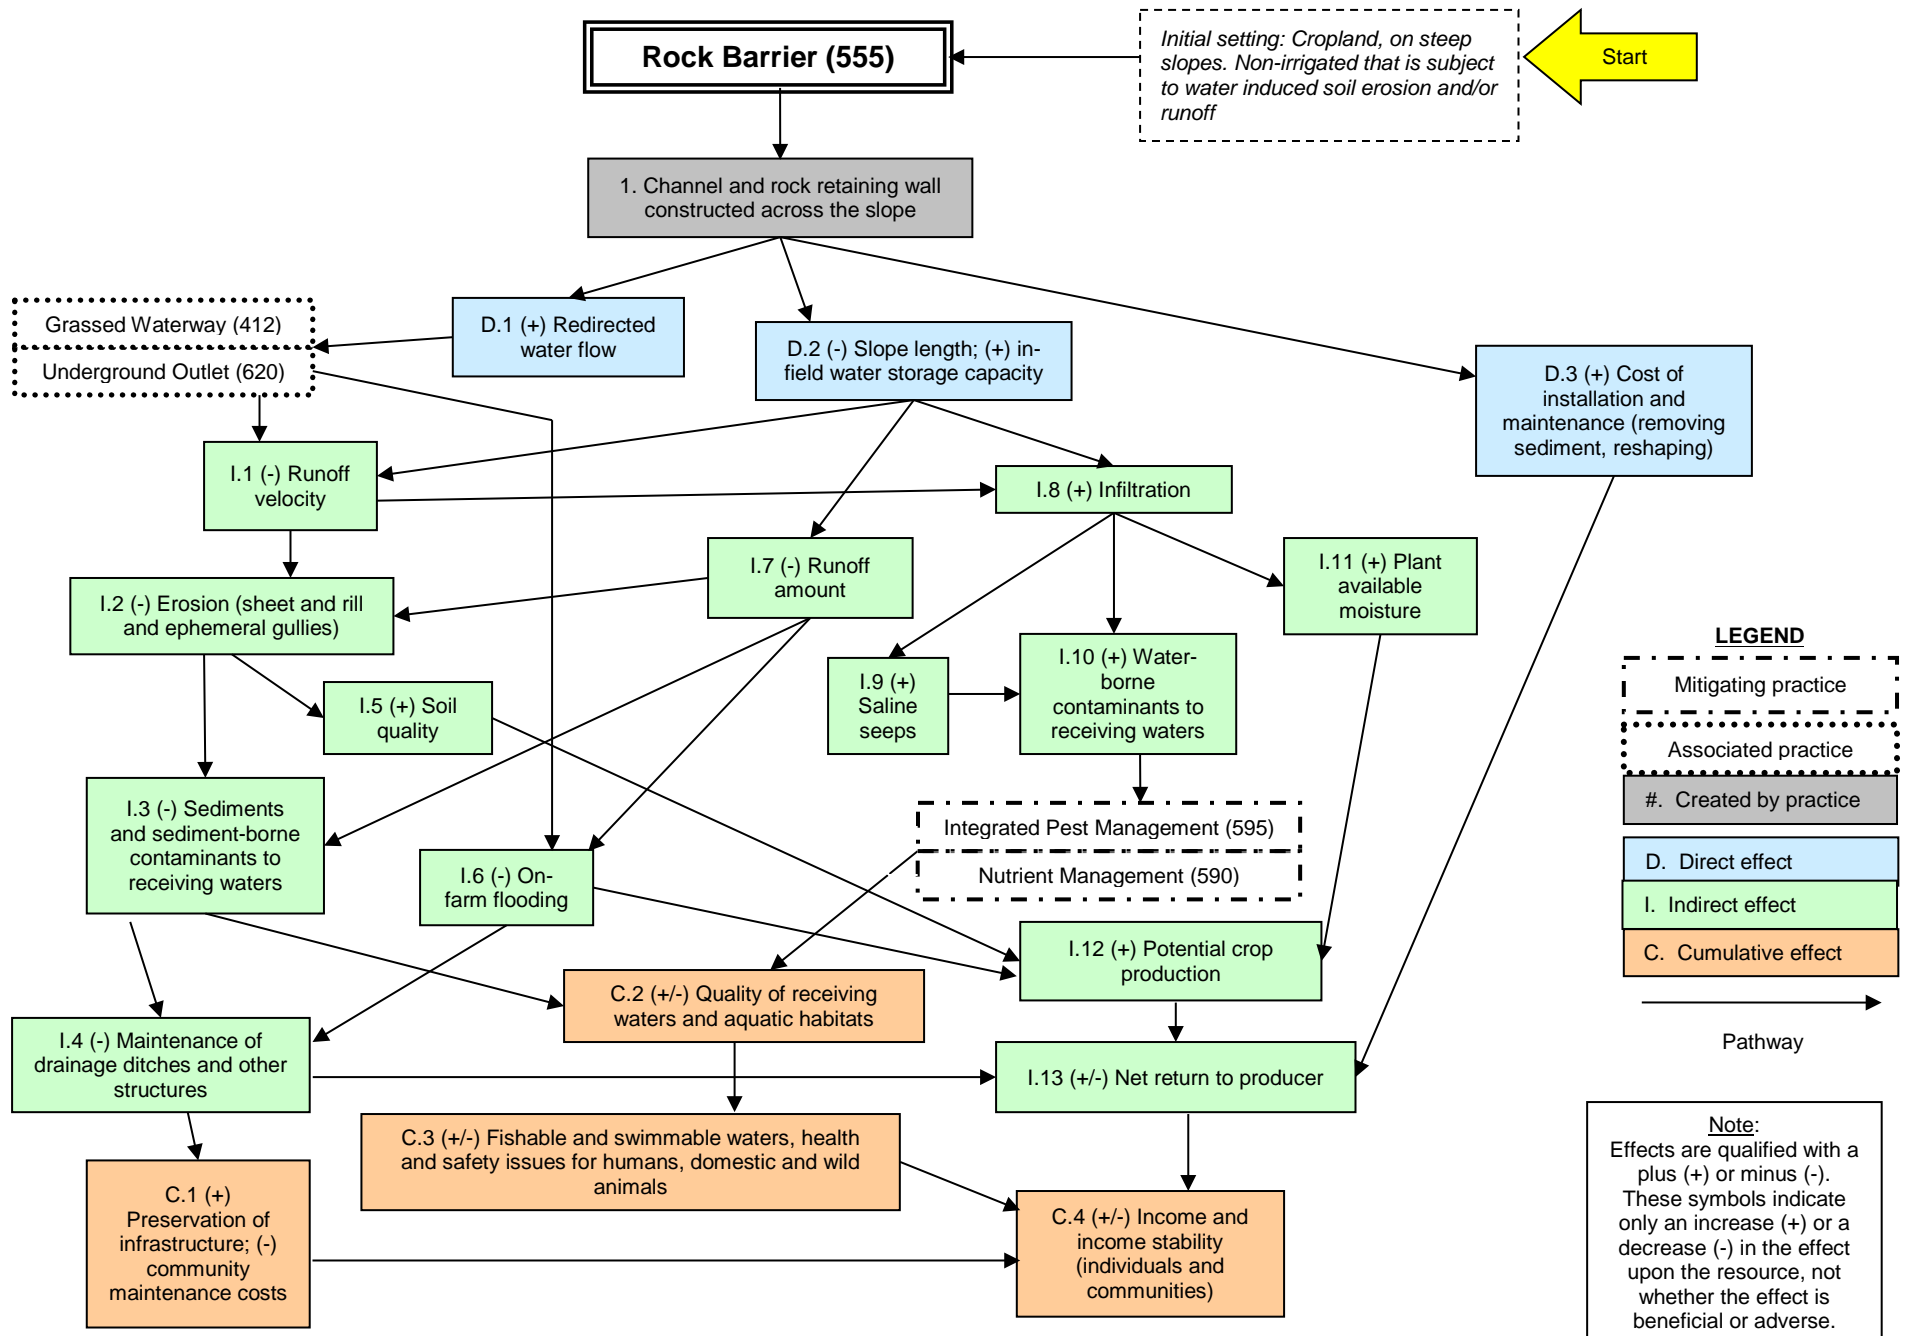 Rock Barrier (555)
Initial setting: Cropland, on steep
slopes. Non-irrigated that is subject
to water induced soil erosion and/or
runoff
Start
1. Channel and rock retaining wall
constructed across the slope
Grassed Waterway (412)
Underground Outlet (620)
D.1 (+) Redirected
water flow
D.2 (-) Slope length; (+) in-
field water storage capacity
D.3 (+) Cost of
installation and
maintenance (removing
sediment, reshaping)
I.1 (-) Runoff
velocity
I.8 (+) Infiltration
I.2 (-) Erosion (sheet and rill
and ephemeral gullies)
I.7 (-) Runoff
amount
I.11 (+) Plant
available
moisture
I.5 (+) Soil
quality
I.9 (+)
Saline
seeps
I.10 (+) Water-
borne
contaminants to
receiving waters
I.3 (-) Sediments
and sediment-borne
contaminants to
receiving waters
I.6 (-) On-
farm flooding
Integrated Pest Management (595)
Nutrient Management (590)
I.12 (+) Potential crop
production
C.2 (+/-) Quality of receiving
waters and aquatic habitats
I.4 (-) Maintenance of
drainage ditches and other
structures
I.13 (+/-) Net return to producer
C.3 (+/-) Fishable and swimmable waters, health
and safety issues for humans, domestic and wild
animals
C.1 (+)
Preservation of
infrastructure; (-)
community
maintenance costs
C.4 (+/-) Income and
income stability
(individuals and
communities)
LEGEND
Mitigating practice
Associated practice
#. Created by practice
D. Direct effect
I. Indirect effect
C. Cumulative effect
Pathway
Note:
Effects are qualified with a
plus (+) or minus (-).
These symbols indicate
only an increase (+) or a
decrease (-) in the effect
upon the resource, not
whether the effect is
beneficial or adverse.